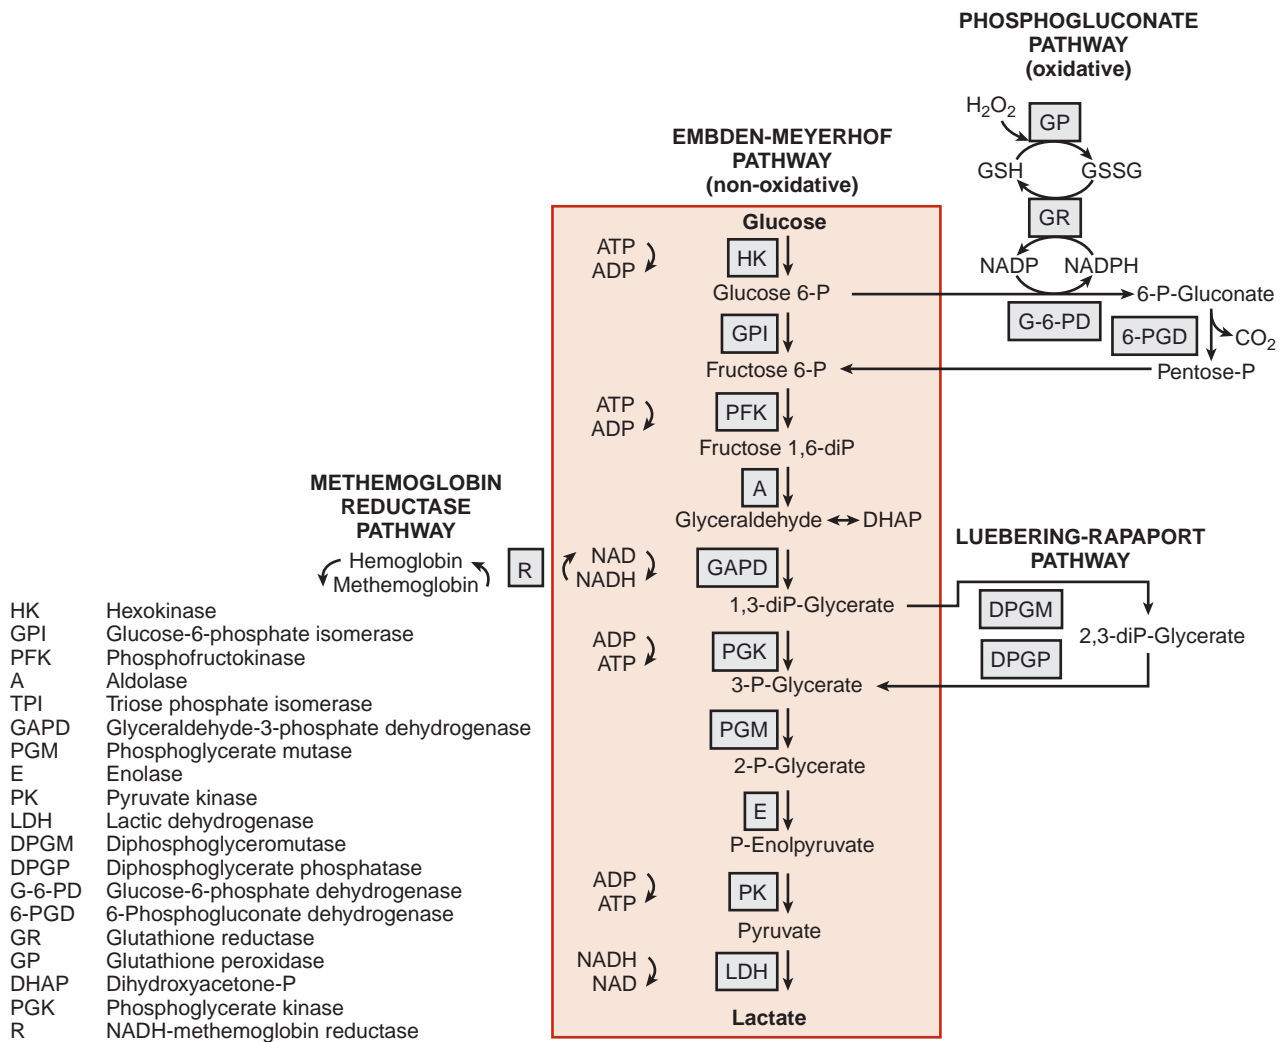 PHOSPHOGLUCONATE
PATHWAY
(oxidative)
H2O2
GP
GSH GSSG
GR
NADP NADPH
6-P-Gluconate
G-6-PD
6-PGD
CO2
Pentose-P
EMBDEN-MEYERHOF
PATHWAY
(non-oxidative)
Glucose
ATP
ADP
HK
Glucose 6-P
GPI
Fructose 6-P
ATP
ADP
PFK
Fructose 1,6-diP
A
Glyceraldehyde DHAP
NAD
NADH
GAPD
1,3-diP-Glycerate
ADP
ATP
PGK
3-P-Glycerate
PGM
2-P-Glycerate
E
P-Enolpyruvate
ADP
ATP
PK
Pyruvate
NADH
NAD
LDH
Lactate
METHEMOGLOBIN
REDUCTASE
PATHWAY
Hemoglobin
Methemoglobin
R
LUEBERING-RAPAPORT
PATHWAY
DPGM
2,3-diP-Glycerate
DPGP
HK Hexokinase
GPI Glucose-6-phosphate isomerase
PFK Phosphofructokinase
A Aldolase
TPI Triose phosphate isomerase
GAPD Glyceraldehyde-3-phosphate dehydrogenase
PGM Phosphoglycerate mutase
E Enolase
PK Pyruvate kinase
LDH Lactic dehydrogenase
DPGM Diphosphoglyceromutase
DPGP Diphosphoglycerate phosphatase
G-6-PD Glucose-6-phosphate dehydrogenase
6-PGD 6-Phosphogluconate dehydrogenase
GR Glutathione reductase
GP Glutathione peroxidase
DHAP Dihydroxyacetone-P
PGK Phosphoglycerate kinase
R NADH-methemoglobin reductase